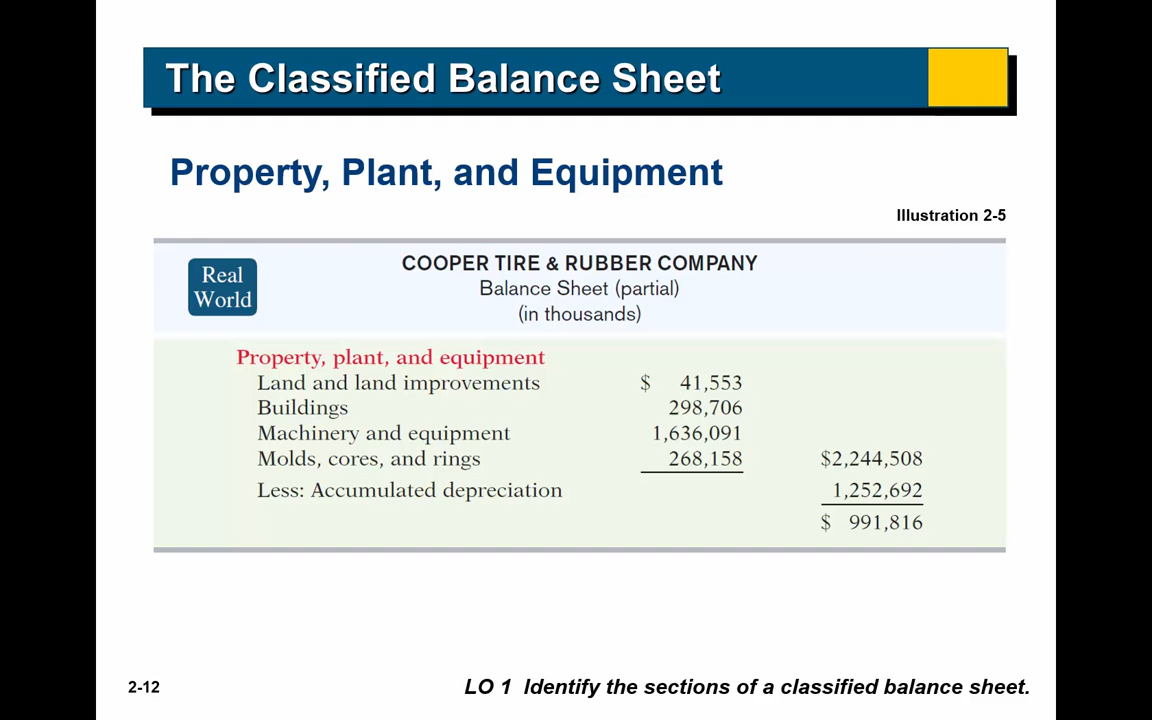 The Classified Balance Sheet
Property, Plant, and Equipment
Illustration 2-5
Real
World
COOPER TIRE & RUBBER COMPANY
Balance Sheet (partial)
(in thousands)
Property, plant, and equipment
Land and land improvements $ 41,553
Buildings 298,706
Machinery and equipment 1,636,091
Molds, cores, and rings 268,158 $2,244,508
Less: Accumulated depreciation 1,252,692
$ 991,816
2-12 LO 1 Identify the sections of a classified balance sheet.